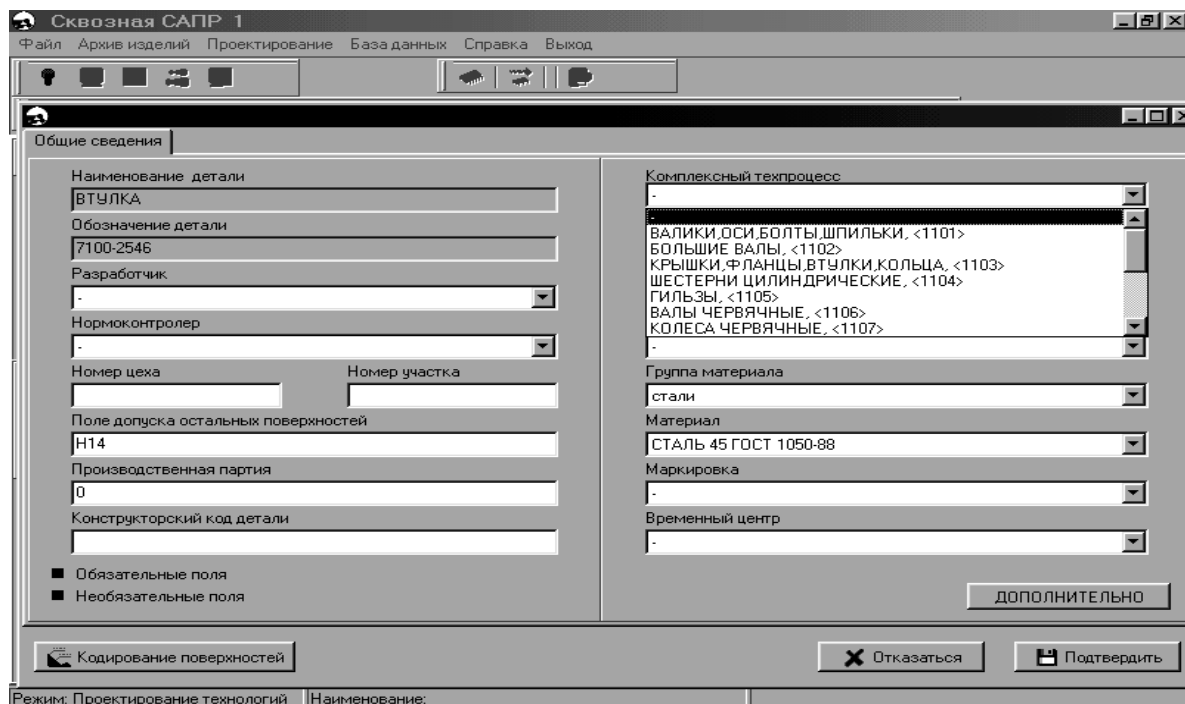 Сквозная САПР 1
Файл Архив изделий Проектирование База данных Справка Выход
Общие сведения
Наименование детали
ВТУЛКА
Обозначение детали
7100-2546
Разработчик
-
Нормоконтролер
-
Номер цеха Номер участка
Поле допуска остальных поверхностей
H14
Производственная партия
0
Конструкторский код детали
Обязательные поля
Необязательные поля
Комплексный техпроцесс
-
-
ВАЛИКИ,ОСИ,БОЛТЫ,ШПИЛЬКИ, <1101>
БОЛЬШИЕ ВАЛЫ, <1102>
КРЫШКИ,ФЛАНЦЫ,ВТУЛКИ,КОЛЬЦА, <1103>
ШЕСТЕРНИ ЦИЛИНДРИЧЕСКИЕ, <1104>
ГИЛЬЗЫ, <1105>
ВАЛЫ ЧЕРВЯЧНЫЕ, <1106>
КОЛЕСА ЧЕРВЯЧНЫЕ, <1107>
-
Группа материала
стали
Материал
СТАЛЬ 45 ГОСТ 1050-88
Маркировка
-
Временный центр
-
ДОПОЛНИТЕЛЬНО
Кодирование поверхностей Отказаться Подтвердить
Режим: Проектирование технологий Наименование: